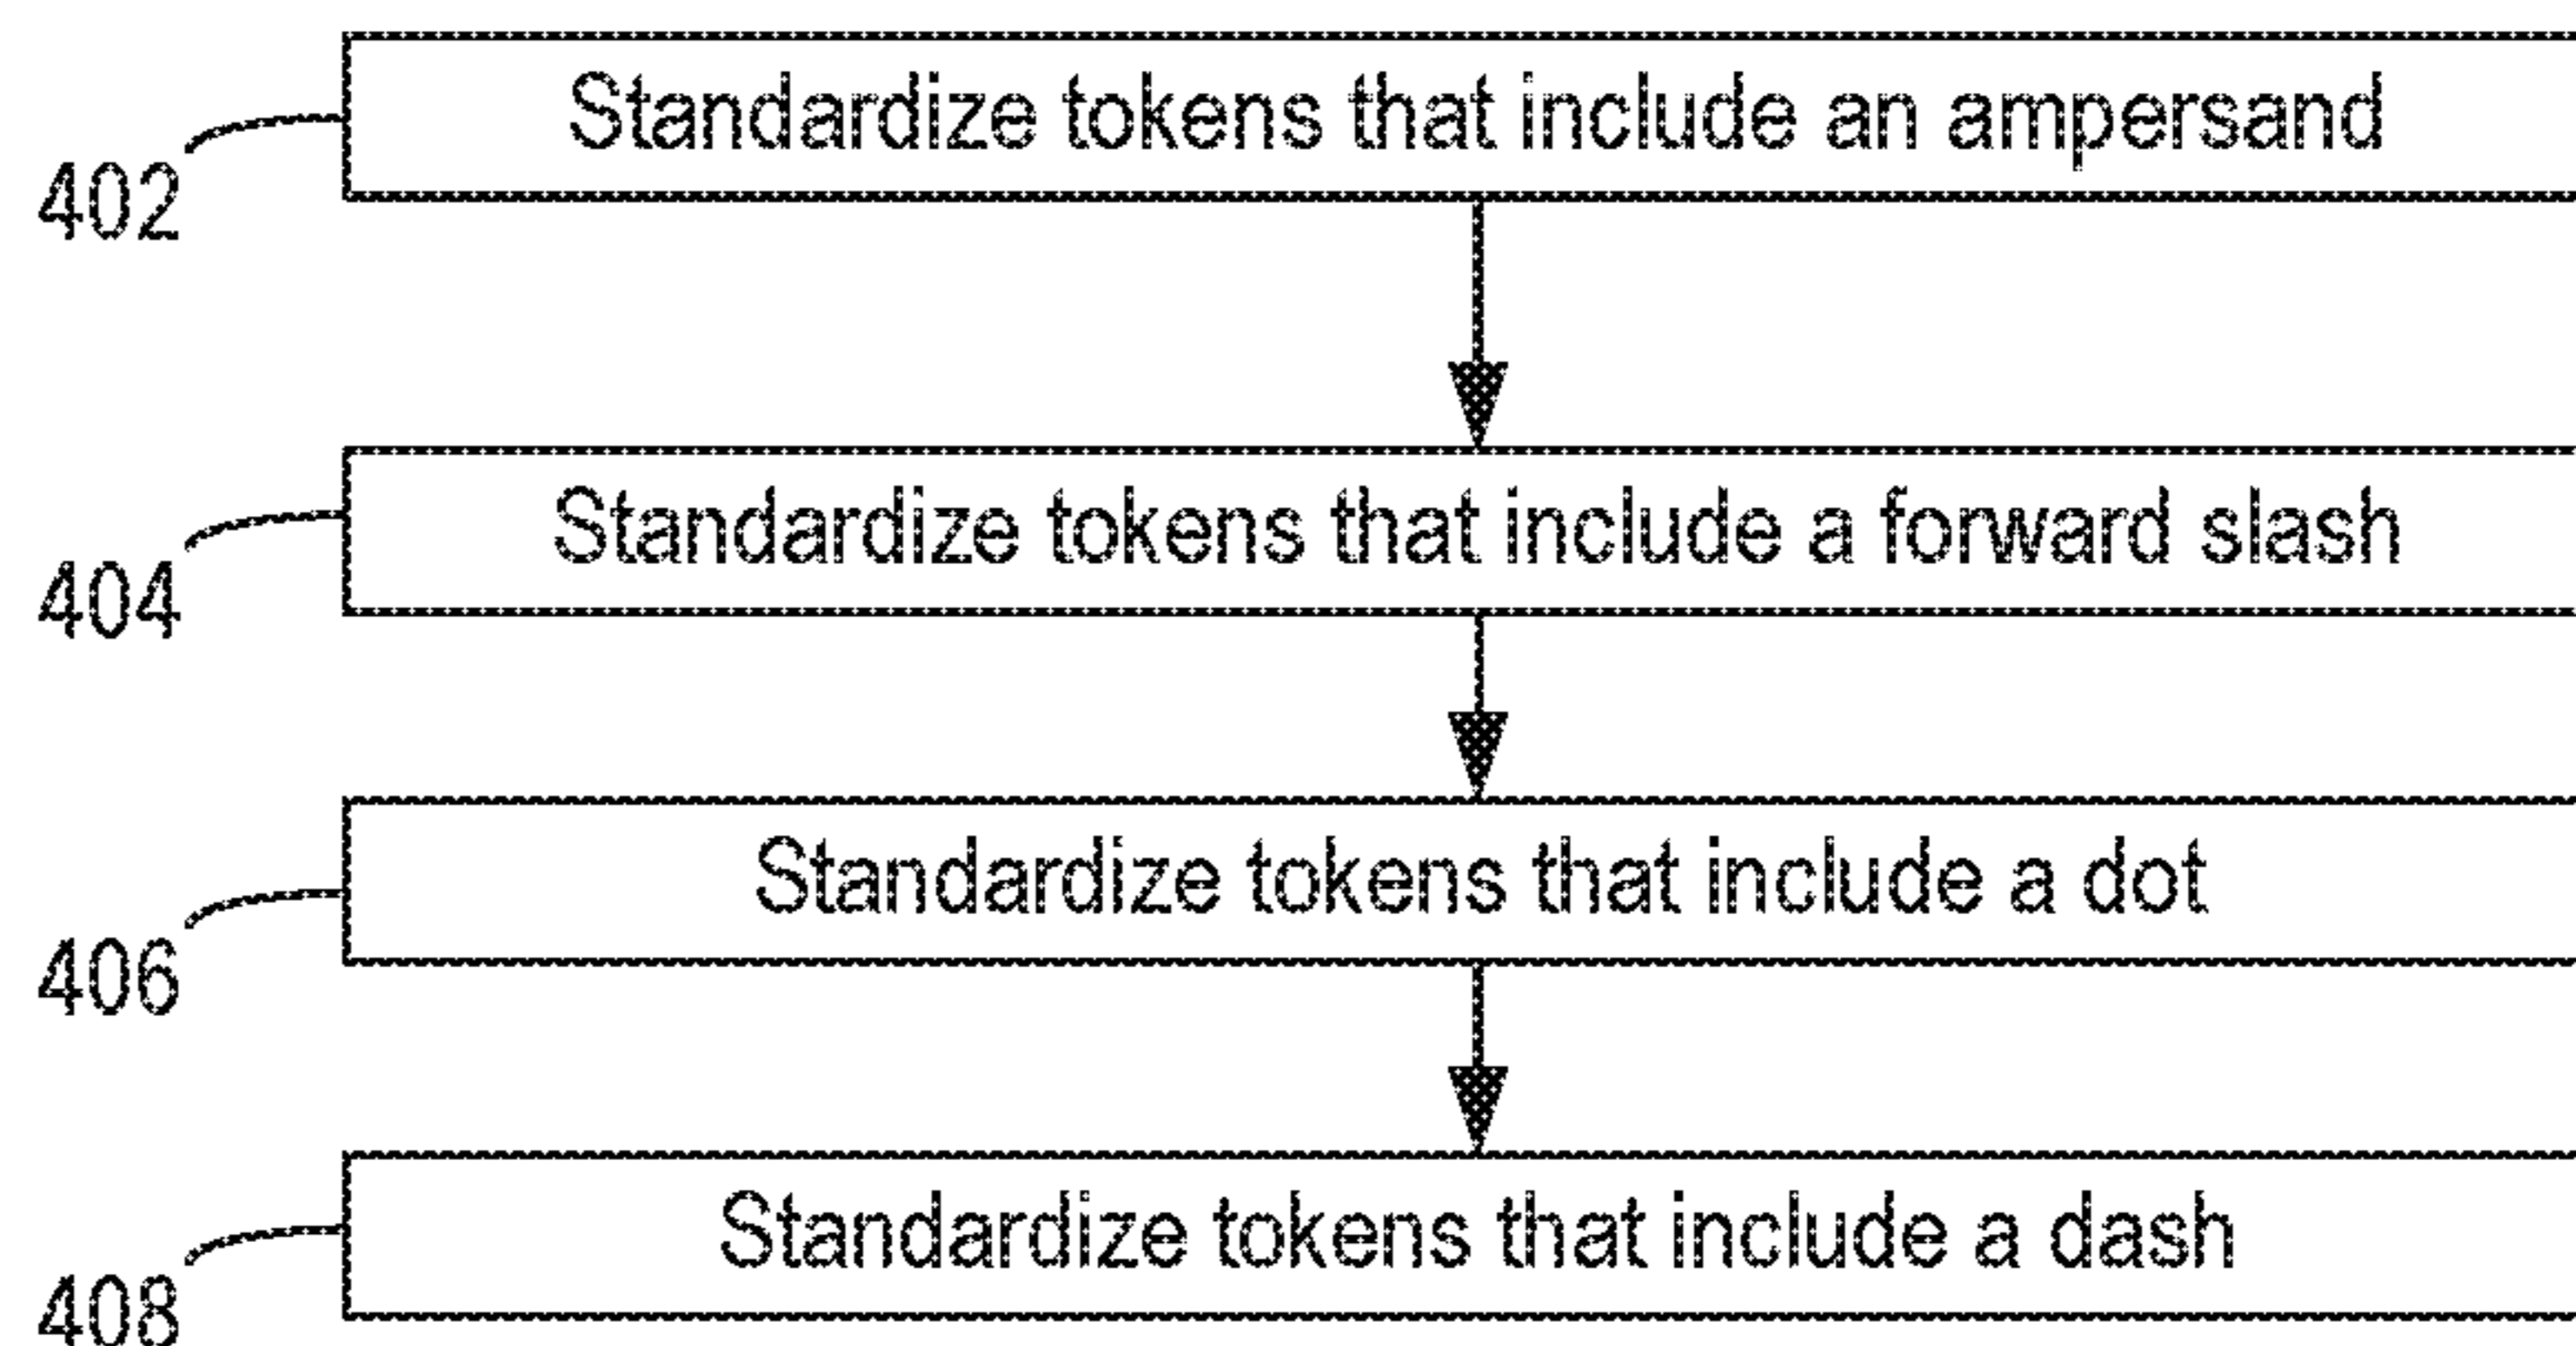 Standardize tokens that include an ampersand
402
Standardize tokens that include a forward slash
404
Standardize tokens that include a dot
406
Standardize tokens that include a dash
408